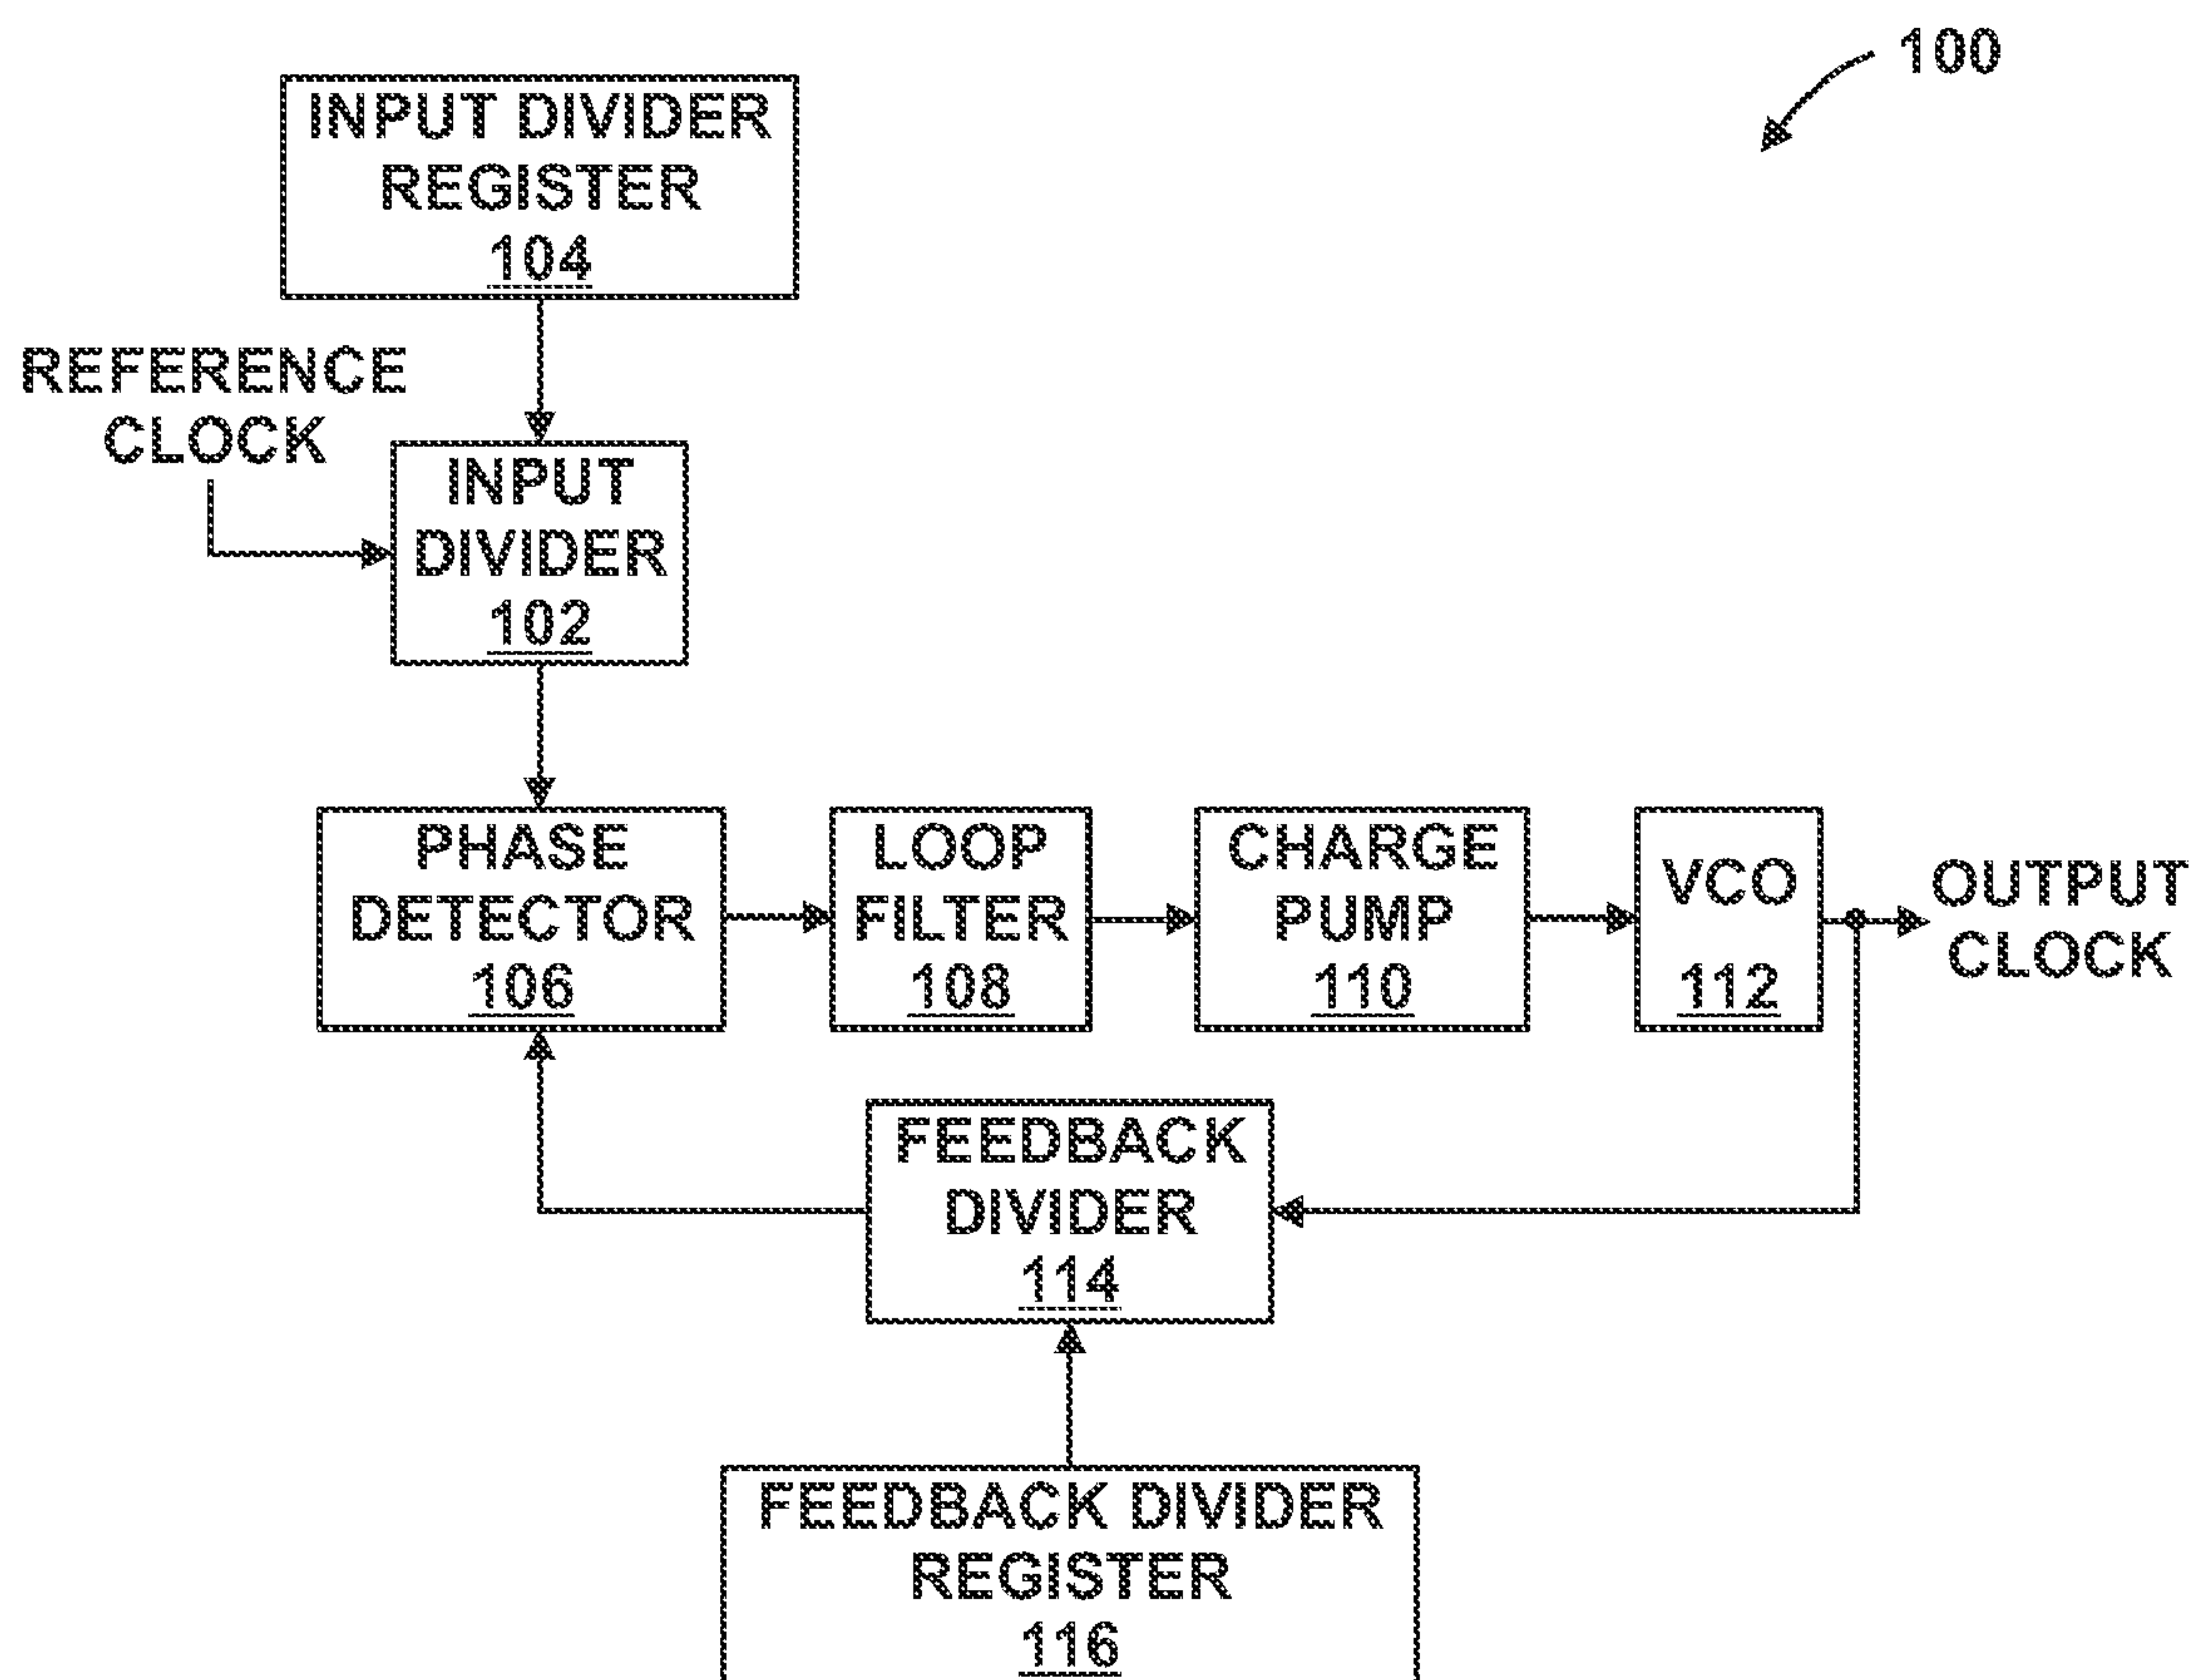 100
INPUT DIVIDER
REGISTER
104
REFERENCE
CLOCK
INPUT
DIVIDER
102
PHASE
DETECTOR
106
LOOP
FILTER
108
CHARGE
PUMP
110
VCO
112
OUTPUT
CLOCK
FEEDBACK
DIVIDER
114
FEEDBACK DIVIDER
REGISTER
116